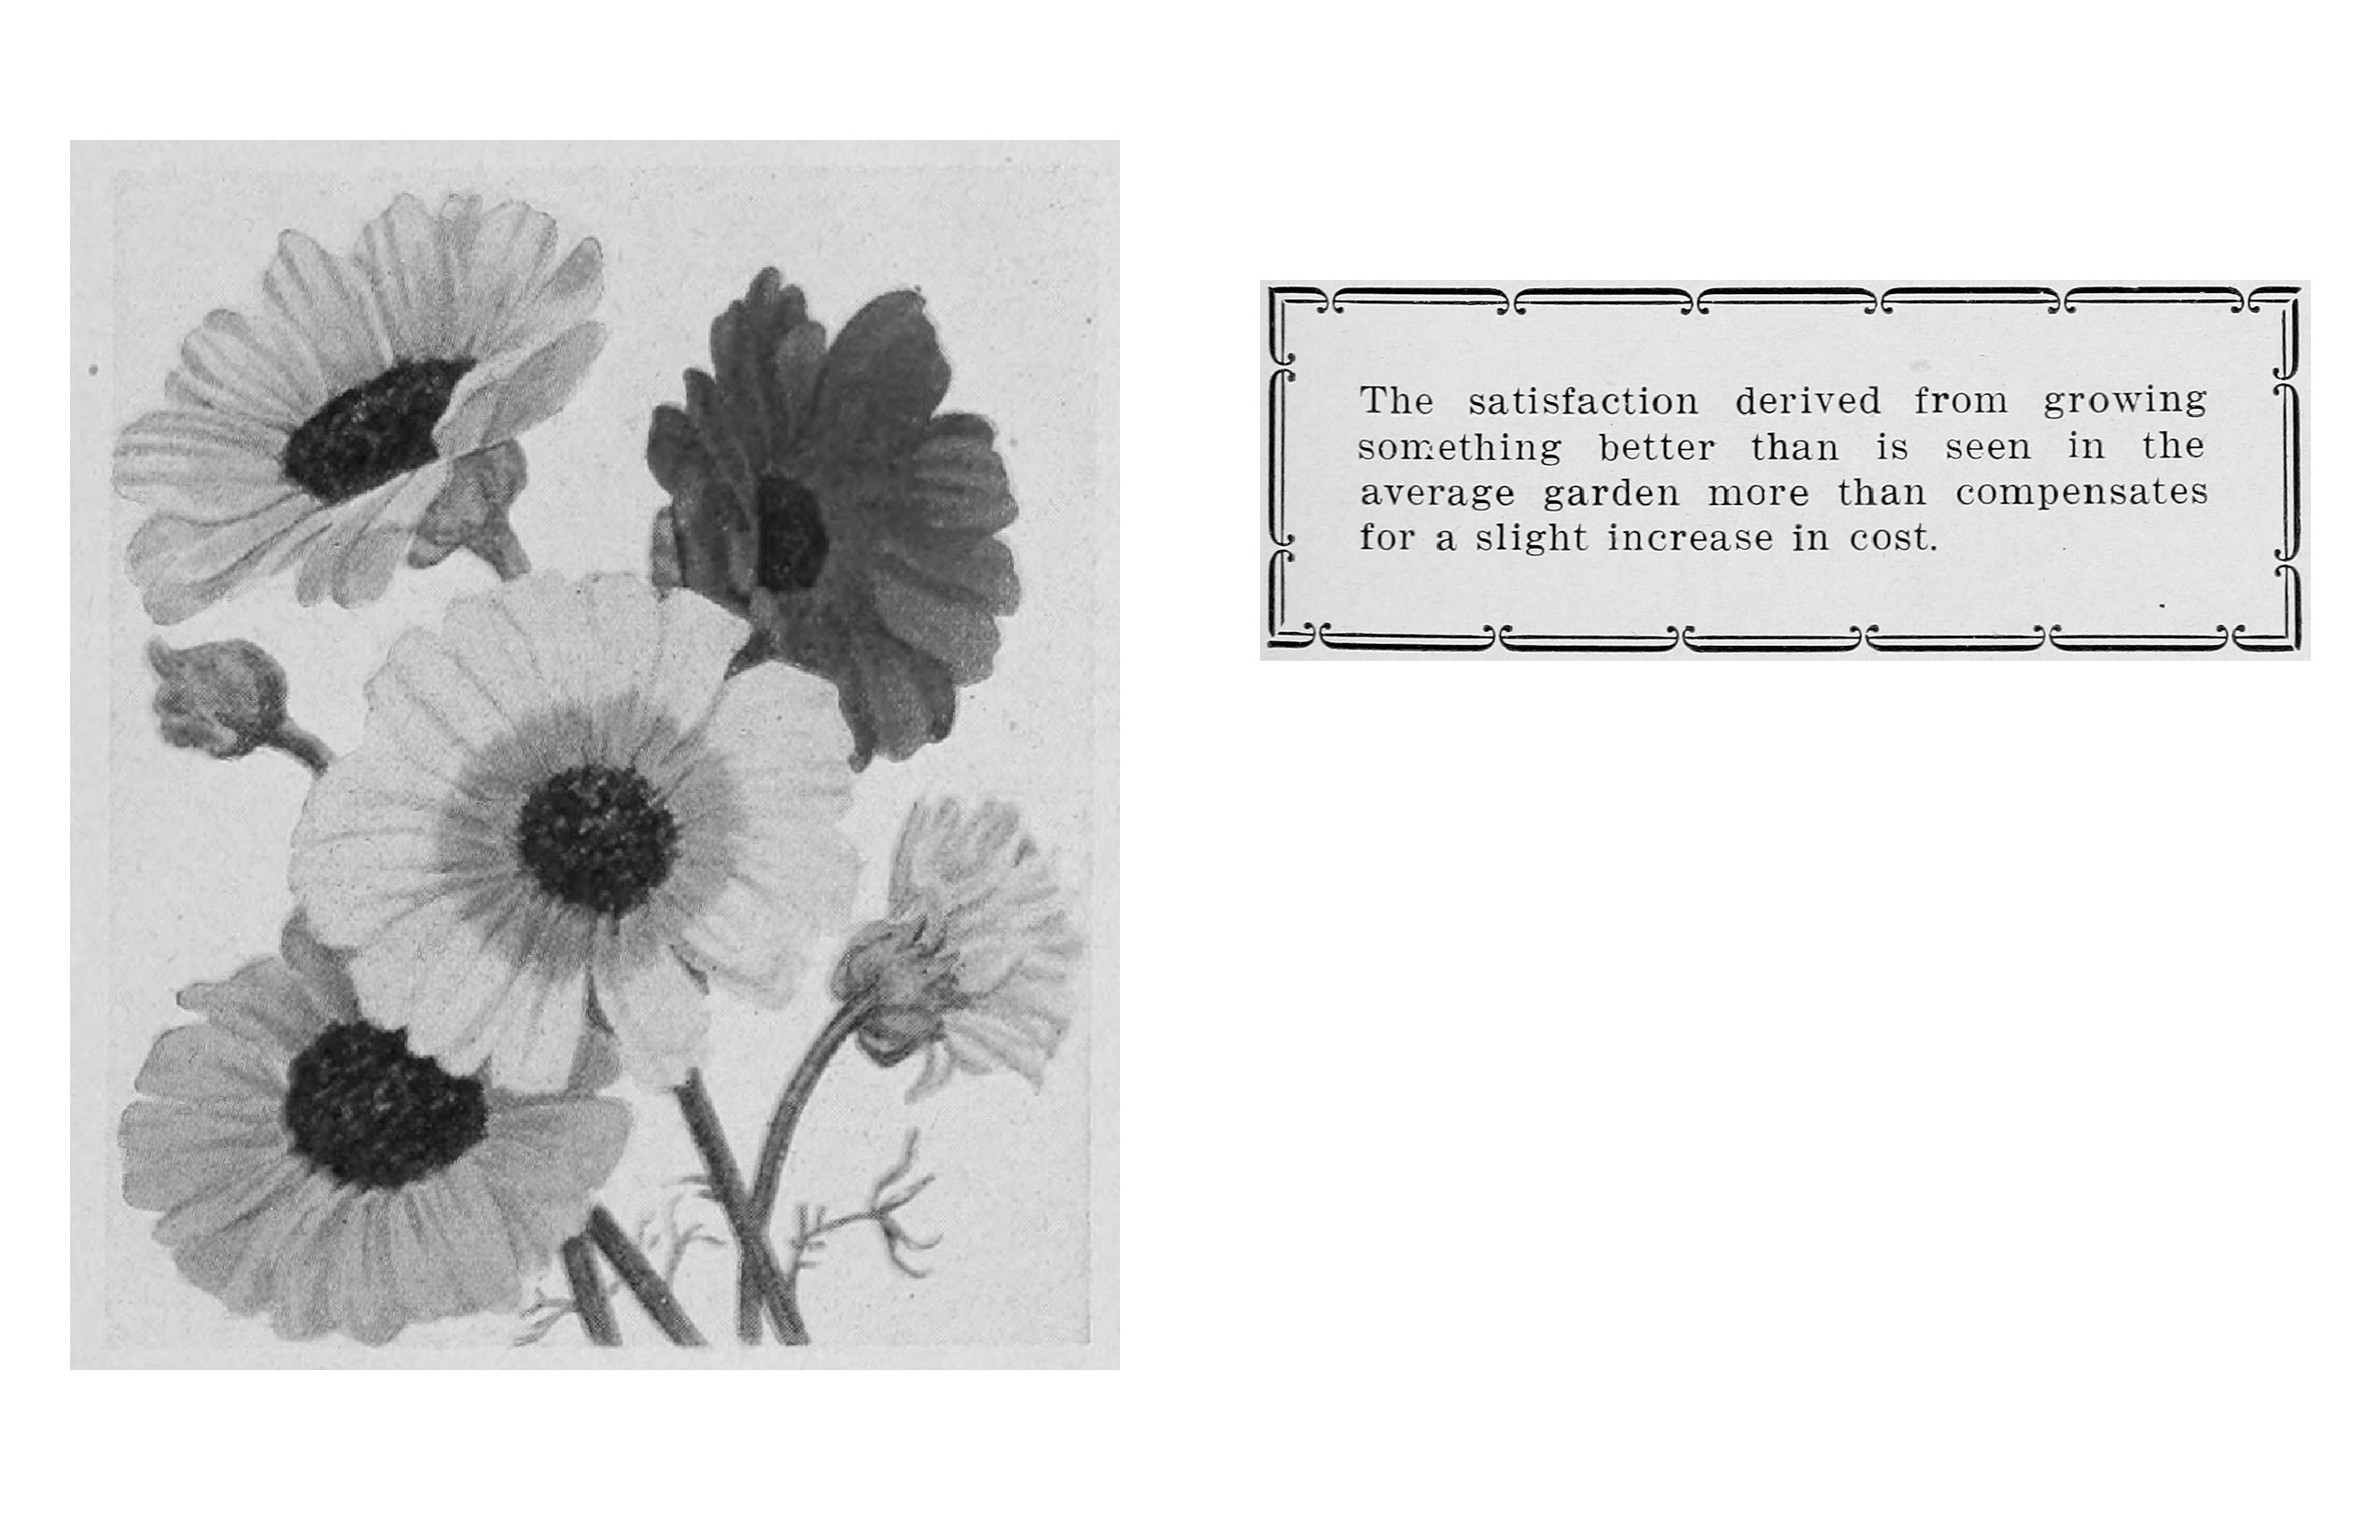 The satisfaction derived from growing
something better than is seen in the
average garden more than compensates
for a slight increase in cost.